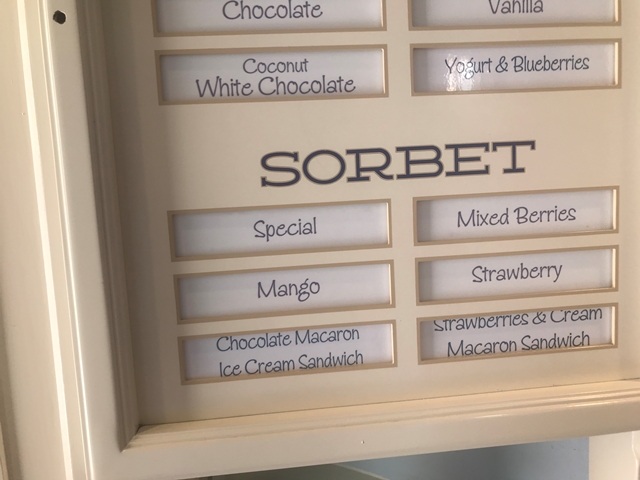 Chocolate
Vanilla
Coconut
White Chocolate
Yogurt & Blueberries
SORBET
Special
Mixed Berries
Mango
Strawberry
Chocolate Macaron
Ice Cream Sandwich
Strawberries & Cream
Macaron Sandwich